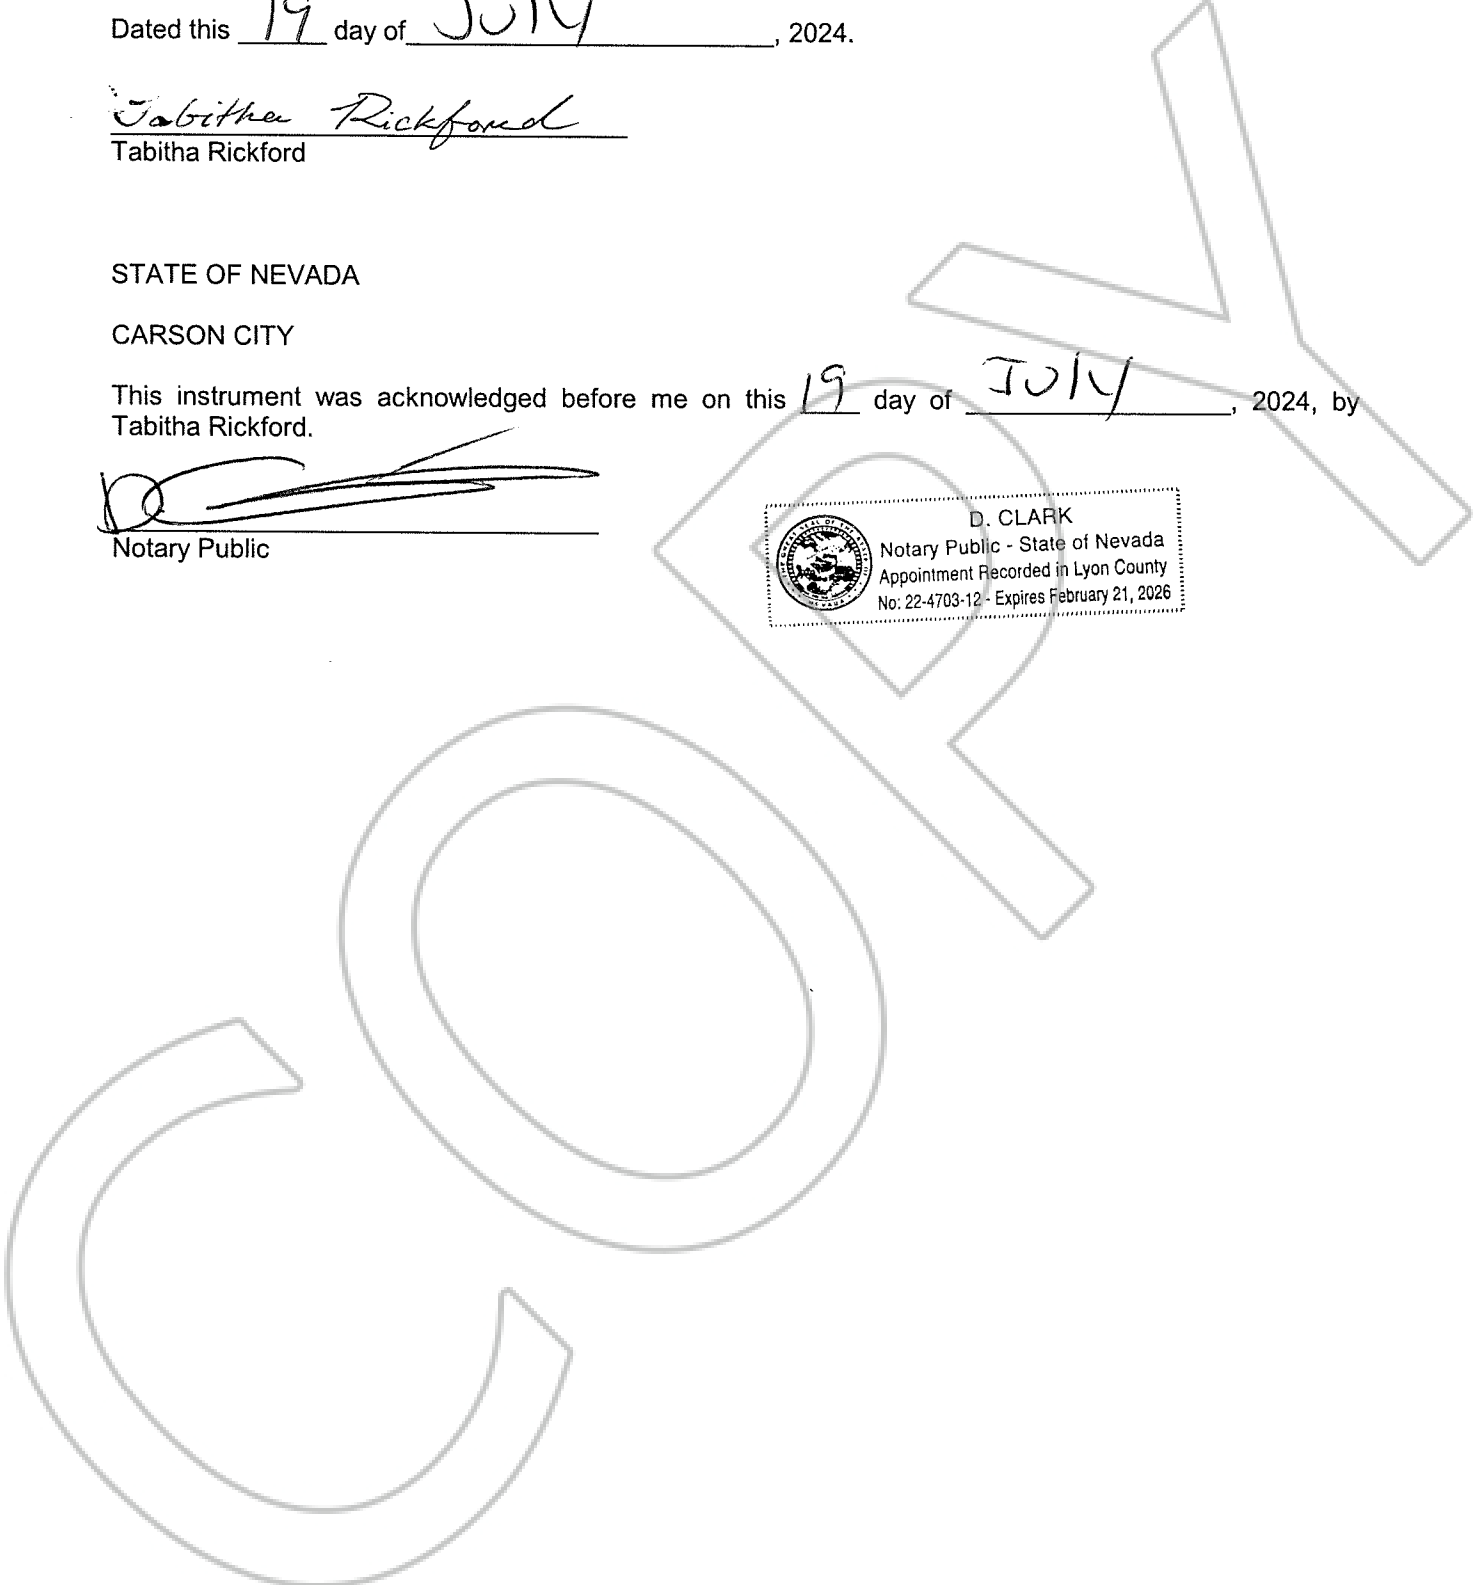 Dated this 19 day of July, 2024.
Tabitha Rickford
Tabitha Rickford
STATE OF NEVADA
CARSON CITY
This instrument was acknowledged before me on this 19 day of July, 2024, by
Tabitha Rickford.
Notary Public
D. CLARK
Notary Public - State of Nevada
Appointment Recorded in Lyon County
No: 22-4703-12 - Expires February 21, 2026
COPY